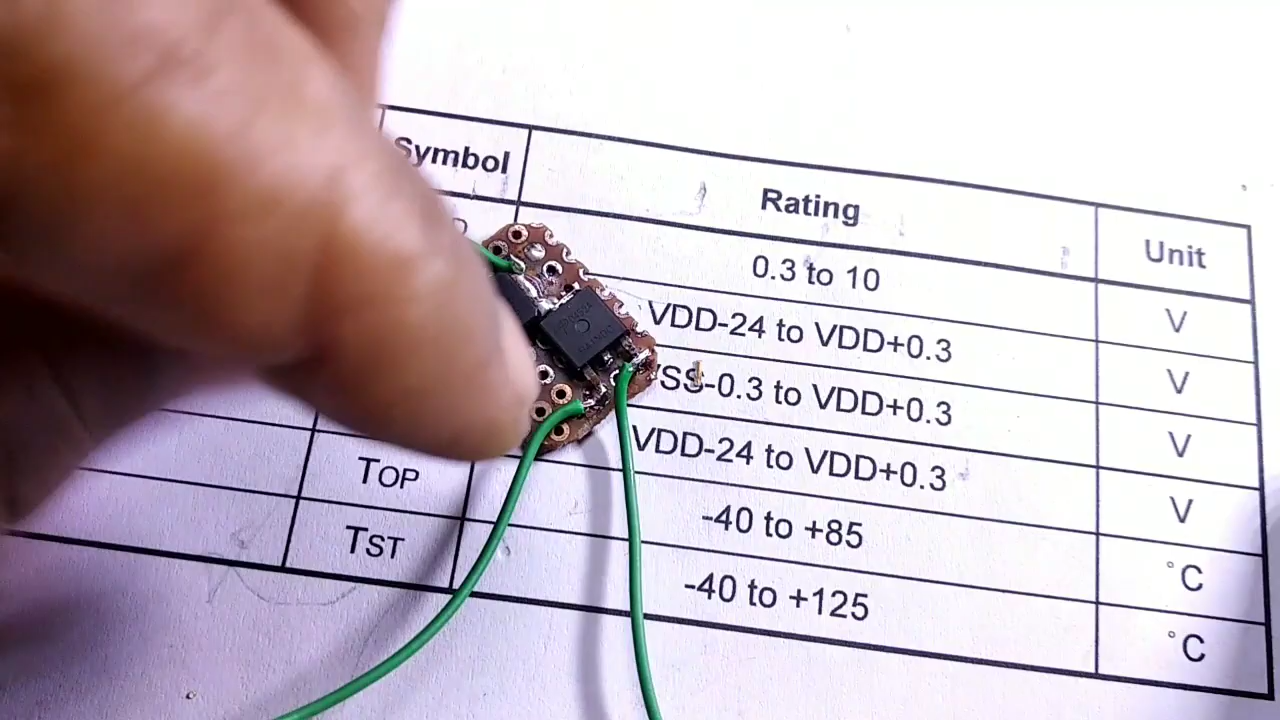 Symbol Rating Unit
0.3 to 10 V
VDD-24 to VDD+0.3 V
VSS-0.3 to VDD+0.3 V
VDD-24 to VDD+0.3 V
TOP -40 to +85 °C
TST -40 to +125 °C